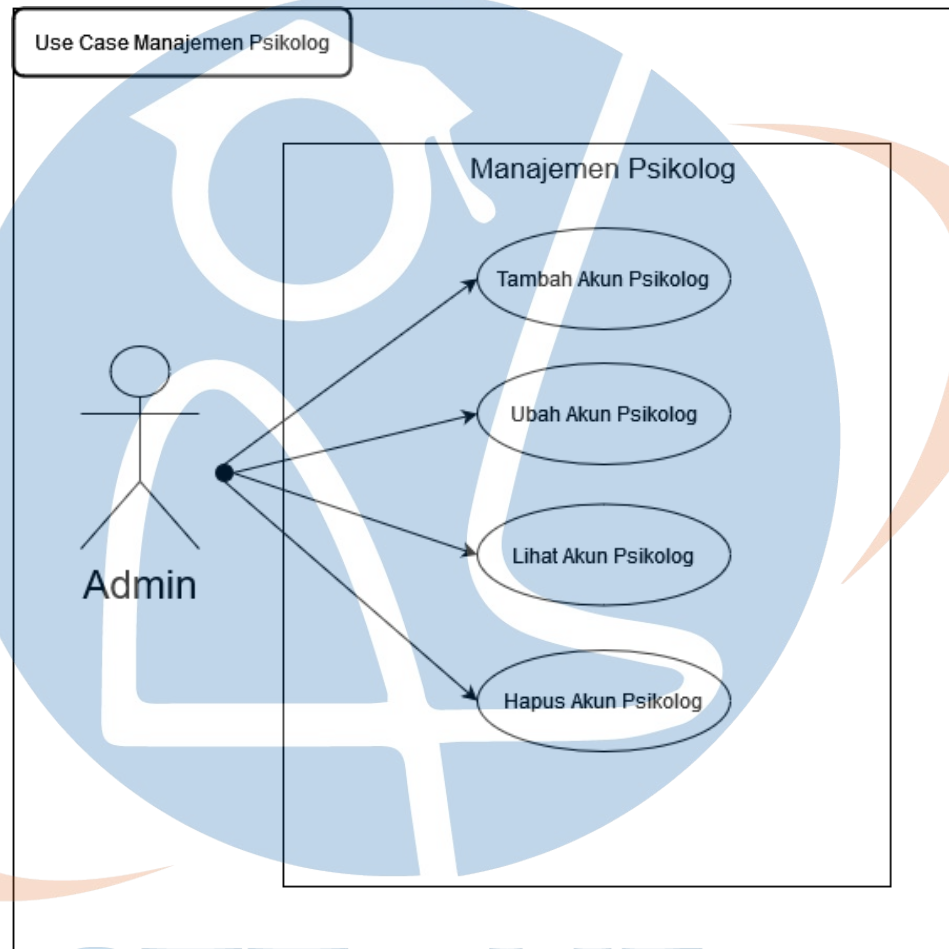 Use Case Manajemen Psikolog
Manajemen Psikolog
Tambah Akun Psikolog
Ubah Akun Psikolog
Lihat Akun Psikolog
Hapus Akun Psikolog
Admin